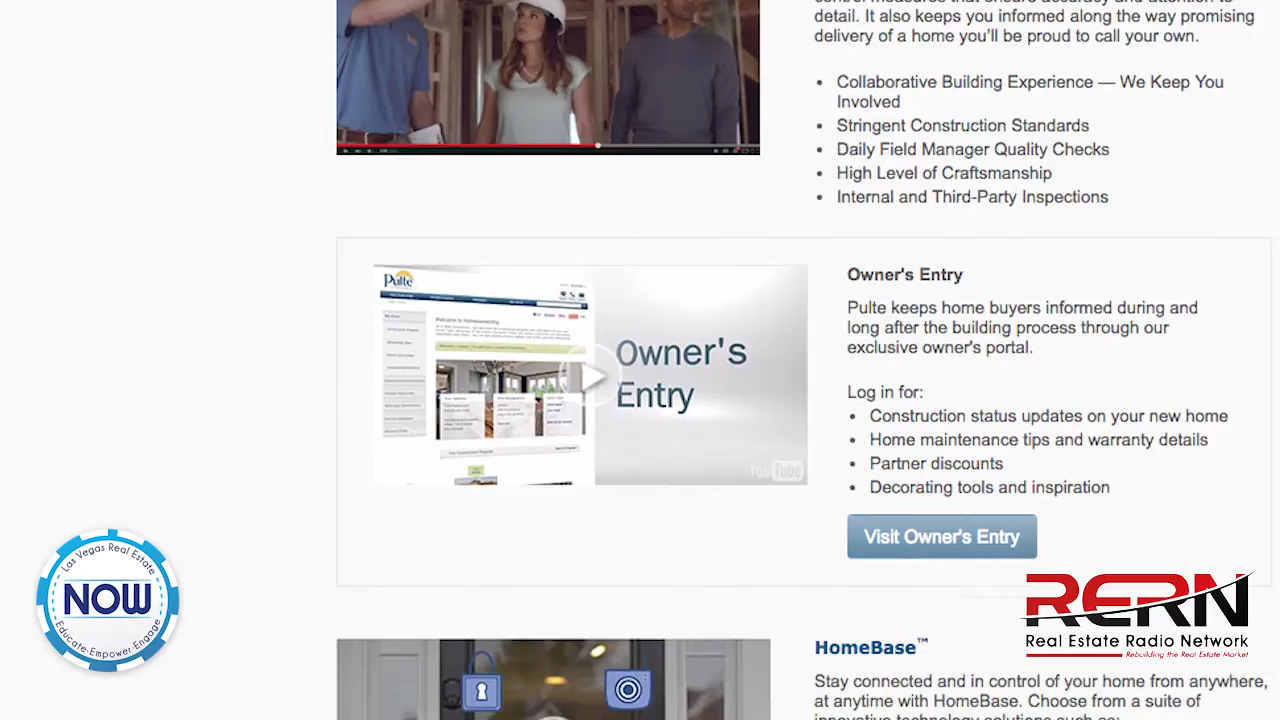 detail. It also keeps you informed along the way promising
delivery of a home you'll be proud to call your own.
• Collaborative Building Experience — We Keep You
Involved
• Stringent Construction Standards
• Daily Field Manager Quality Checks
• High Level of Craftsmanship
• Internal and Third-Party Inspections
Pulte
Owner's
Entry
YouTube
Owner's Entry
Pulte keeps home buyers informed during and
long after the building process through our
exclusive owner's portal.
Log in for:
• Construction status updates on your new home
• Home maintenance tips and warranty details
• Partner discounts
• Decorating tools and inspiration
Visit Owner's Entry
Las Vegas Real Estate
NOW
Educate·Empower·Engage
RERN
Real Estate Radio Network
Rebuilding the Real Estate Market
HomeBase™
Stay connected and in control of your home from anywhere,
at anytime with HomeBase. Choose from a suite of